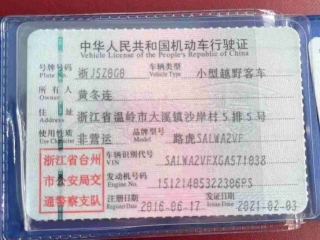 中华人民共和国机动车行驶证
Vehicle License of the People's Republic of China
号牌号码 浙JSZ8G8 车辆类型 小型越野客车
Plate No. Vehicle Type
所有人 黄冬连
Owner
住址 浙江省温岭市大溪镇沙岸村5排5号
使用性质 非营运 品牌型号 路虎SALWA2VF
浙江省台州市公安局交通警察支队
车辆识别代号 SALWA2VFXGA571038
VIN
发动机号码 15121405322306PS
Engine No.
注册日期 2016-06-17 发证日期 2021-02-03
Register Date Issue Date